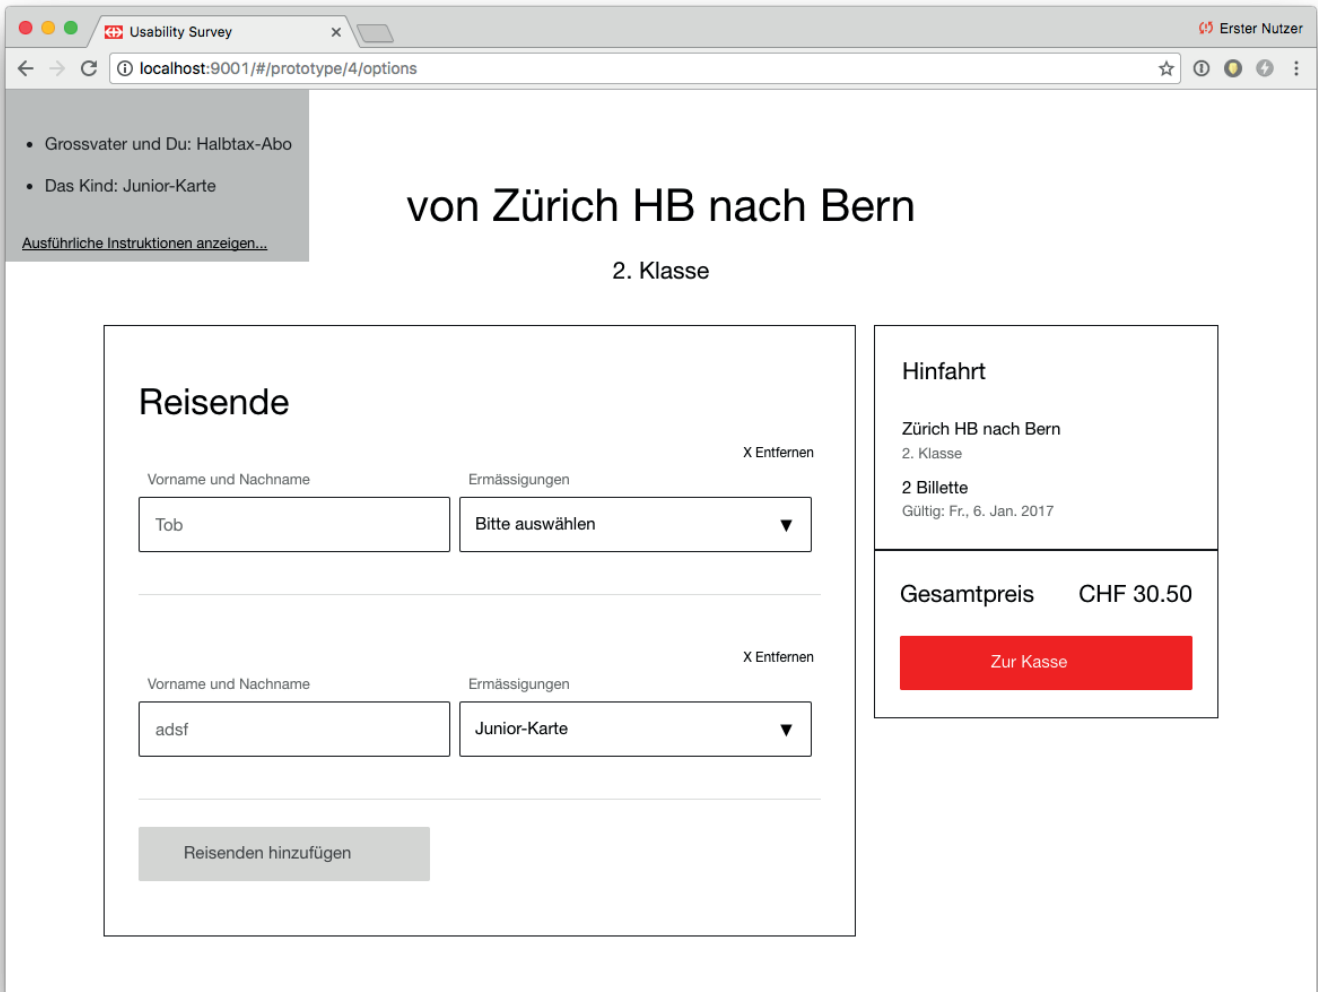 Usability Survey
Erster Nutzer
localhost:9001/#/prototype/4/options
Grossvater und Du: Halbtax-Abo
Das Kind: Junior-Karte
Ausführliche Instruktionen anzeigen...
von Zürich HB nach Bern
2. Klasse
Reisende
X Entfernen
Vorname und Nachname
Ermässigungen
Tob
Bitte auswählen
X Entfernen
Vorname und Nachname
Ermässigungen
adsf
Junior-Karte
Reisenden hinzufügen
Hinfahrt
Zürich HB nach Bern
2. Klasse
2 Billette
Gültig: Fr., 6. Jan. 2017
Gesamtpreis CHF 30.50
Zur Kasse